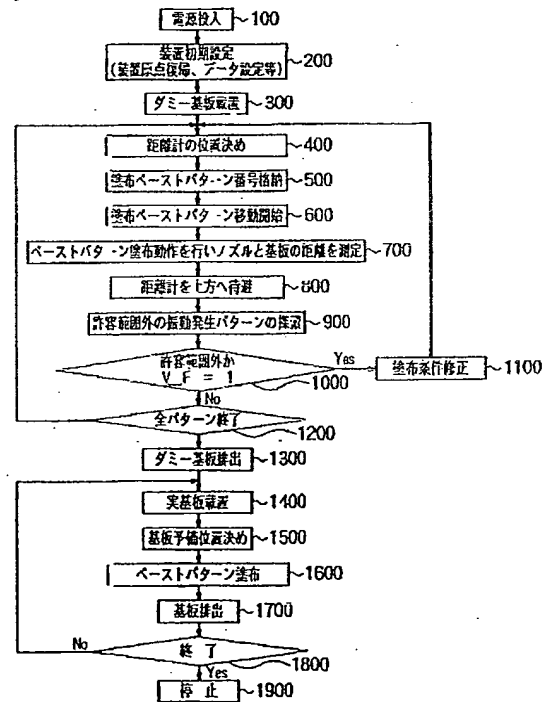 電源投入 100
装置初期設定
(装置原点復帰、データ設定等) 200
ダミー基板載置 300
距離計の位置決め 400
塗布ペーストパターン番号格納 500
塗布ペーストパターン移動開始 600
ペーストパターン塗布動作を行いノズルと基板の距離を測定 700
距離計を上方へ待避 800
許容範囲外の振動発生パターンの探索 900
許容範囲外か
V_F = 1 1000
Yes
塗布条件修正 1100
No
全パターン終了 1200
ダミー基板排出 1300
実基板載置 1400
基板予備位置決め 1500
ペーストパターン塗布 1600
基板排出 1700
No
終了 1800
Yes
停止 1900